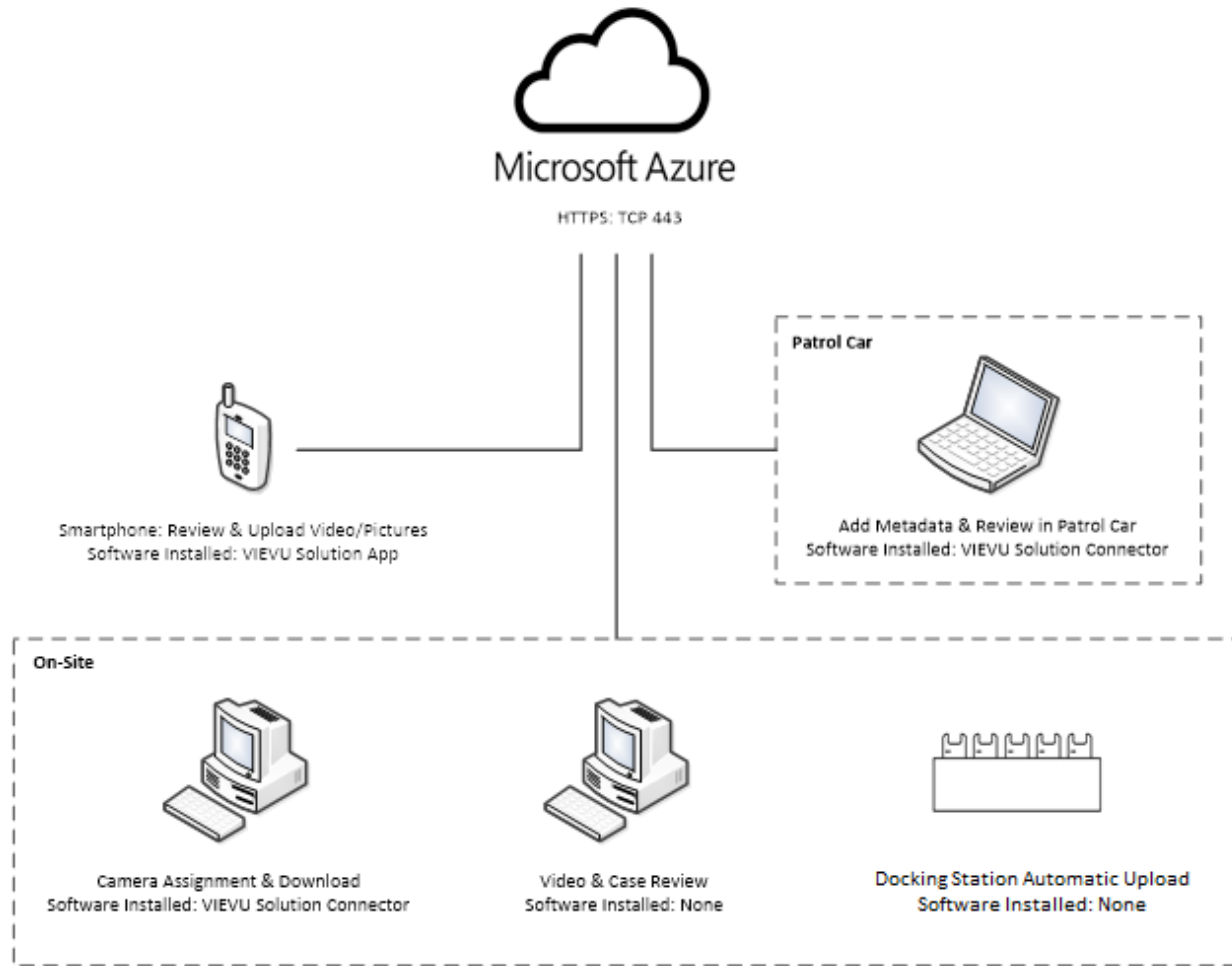 Microsoft Azure
HTTPS: TCP 443
Patrol Car
Add Metadata & Review in Patrol Car
Software Installed: VIEVU Solution Connector
Smartphone: Review & Upload Video/Pictures
Software Installed: VIEVU Solution App
On-Site
Camera Assignment & Download
Software Installed: VIEVU Solution Connector
Video & Case Review
Software Installed: None
Docking Station Automatic Upload
Software Installed: None